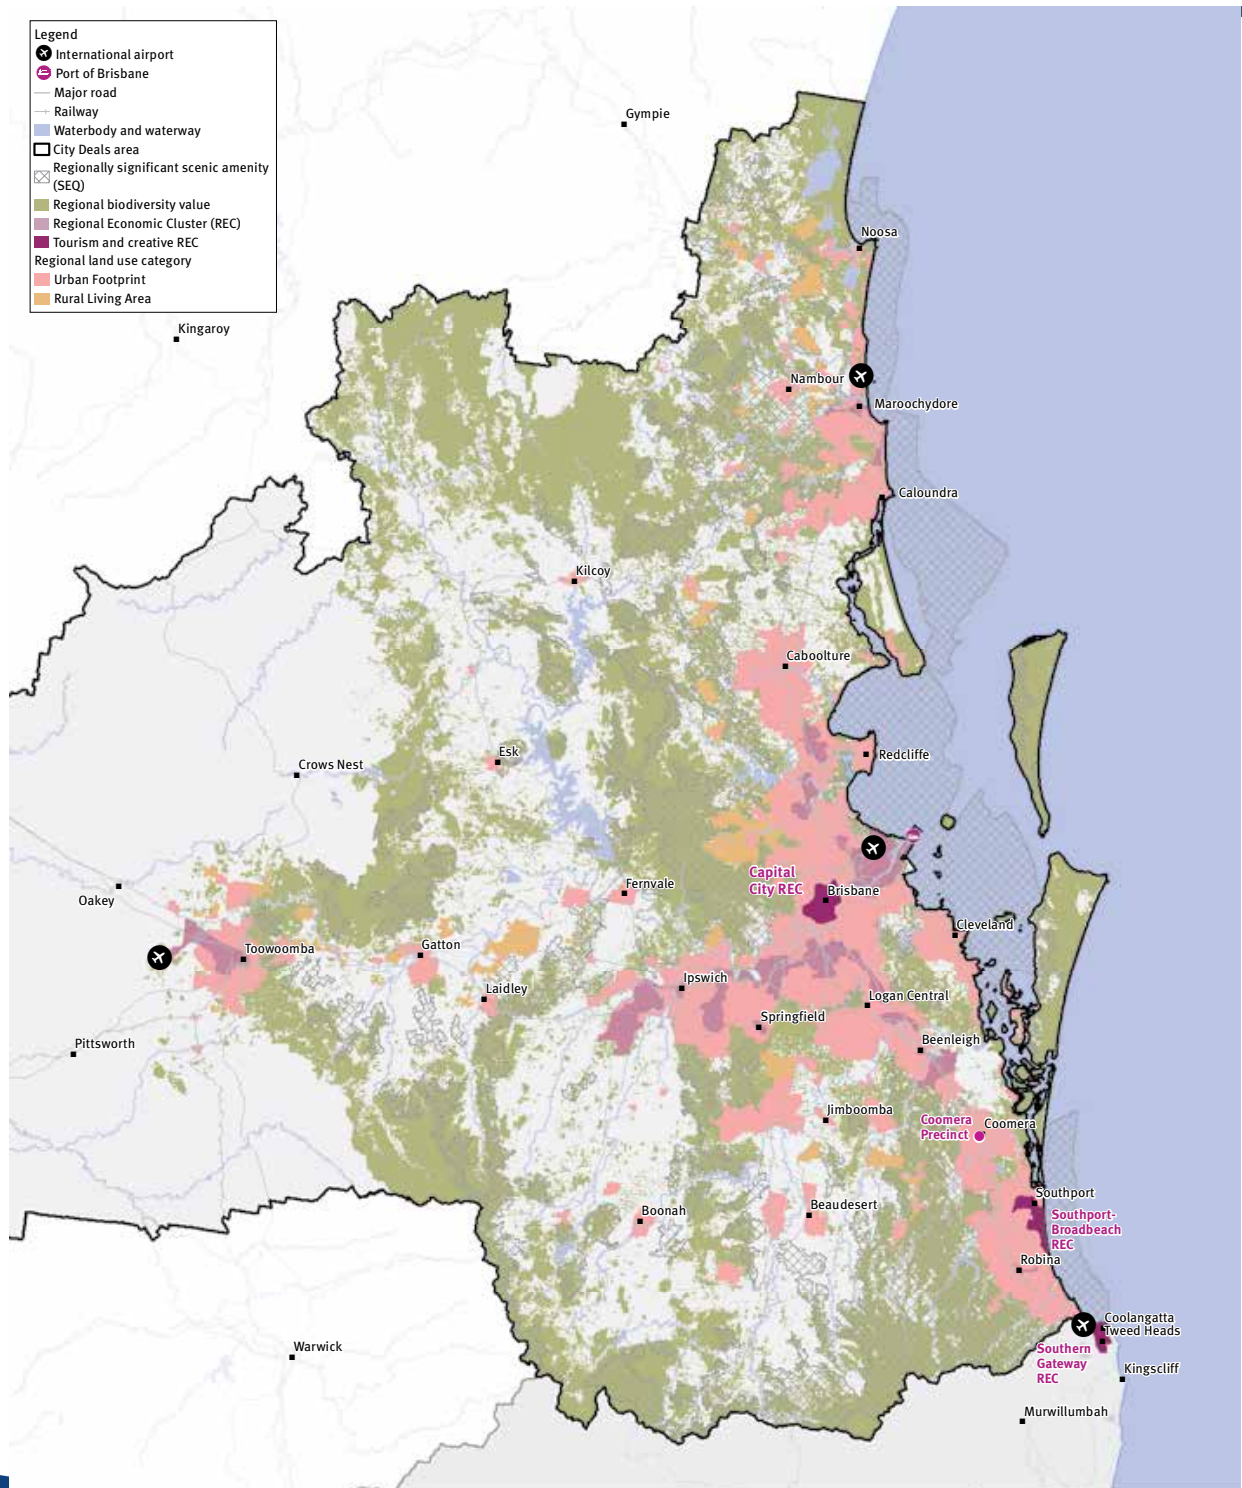 Legend
International airport
Port of Brisbane
Major road
Railway
Waterbody and waterway
City Deals area
Regionally significant scenic amenity
(SEQ)
Regional biodiversity value
Regional Economic Cluster (REC)
Tourism and creative REC
Regional land use category
Urban Footprint
Rural Living Area
Gympie
Noosa
Kingaroy
Nambour
Maroochydore
Caloundra
Kilcoy
Caboolture
Esk
Redcliffe
Crows Nest
Capital
City REC
Fernvale
Brisbane
Oakey
Cleveland
Toowoomba
Gatton
Ipswich
Laidley
Logan Central
Springfield
Pittsworth
Beenleigh
Jimboomba
Coomera
Precinct
Coomera
Southport
Boonah
Beaudesert
Southport-
Broadbeach
REC
Robina
Coolangatta
Tweed Heads
Warwick
Southern
Gateway
REC
Kingscliff
Murwillumbah